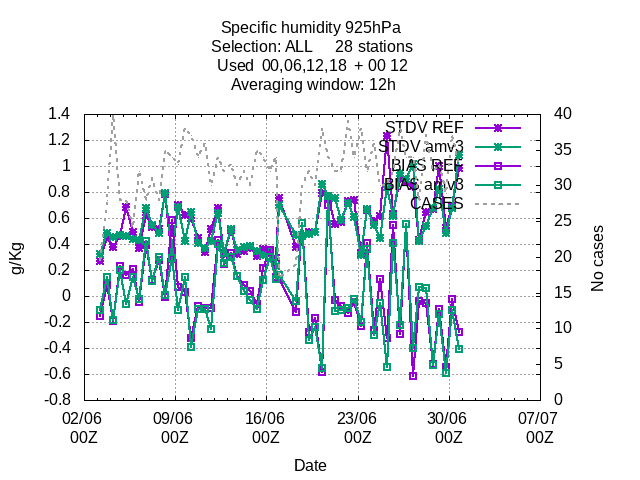 Specific humidity 925hPa
Selection: ALL 28 stations
Used 00,06,12,18 + 00 12
Averaging window: 12h
1.4
1.2
1
0.8
0.6
0.4
0.2
0
-0.2
-0.4
-0.6
-0.8
g/Kg
STDV REF
STDV amv3
BIAS REF
BIAS amv3
CASES
40
35
30
25
20
15
10
5
0
No cases
02/06 09/06 16/06 23/06 30/06 07/07
00Z 00Z 00Z 00Z 00Z 00Z
Date